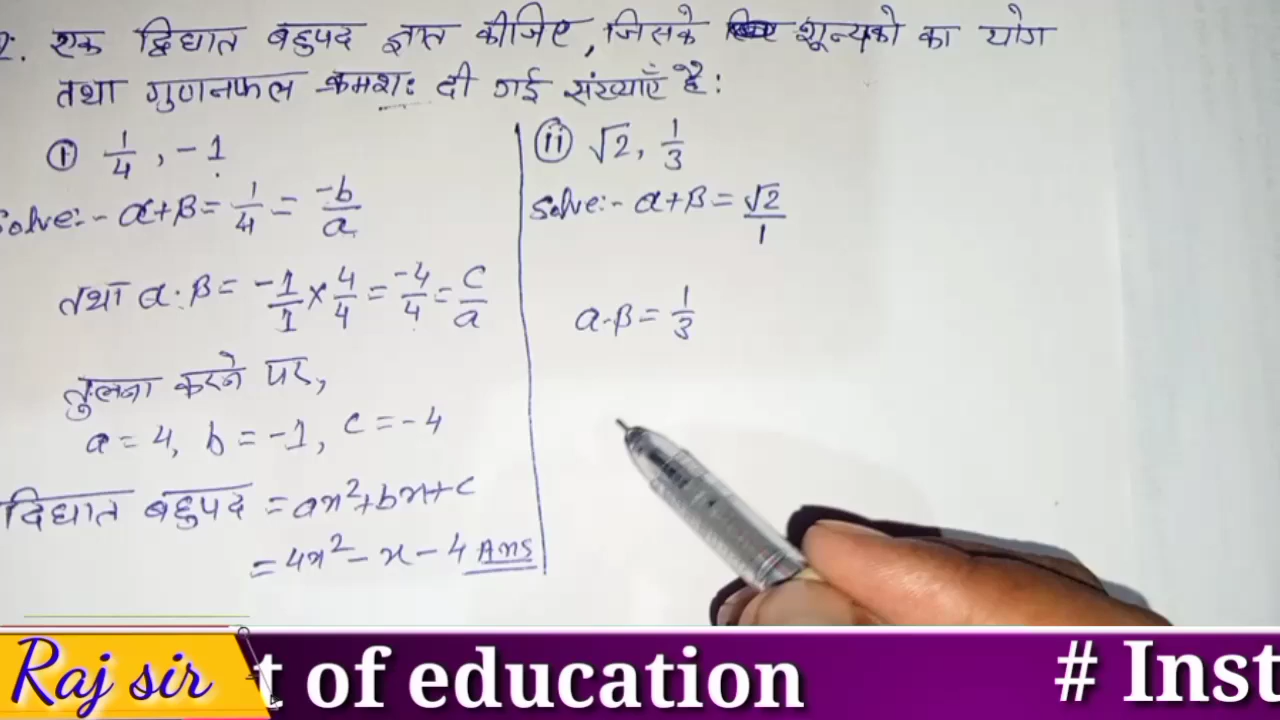 2. एक द्विघात बहुपद ज्ञात कीजिए, जिसके शून्यको का योग
तथा गुणनफल क्रमश: दी गई संख्याएँ है:
(i) 1/4, -1
Solve:- α+β = 1/4 = -b/a
तथा α.β = -1/1 × 4/4 = -4/4 = c/a
तुलना करने पर,
a = 4, b = -1, c = -4
दिघात बहुपद = ax²+bx+c
= 4x² - x - 4 Ans
(ii) √2, 1/3
Solve:- α+β = √2/1
α.β = 1/3
Raj sir
t of education
# Inst